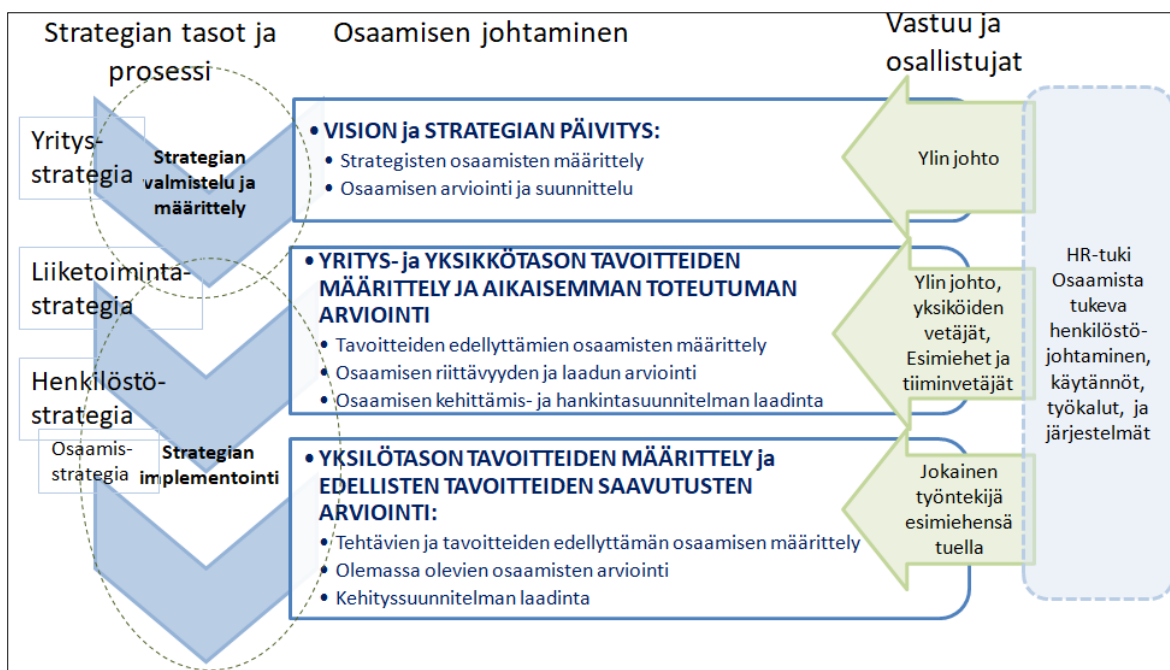 Strategian tasot ja
prosessi
Osaamisen johtaminen
Vastuu ja
osallistujat
Yritys-
strategia
Strategian
valmistelu ja
määrittely
• VISION ja STRATEGIAN PÄIVITYS:
• Strategisten osaamisten määrittely
• Osaamisen arviointi ja suunnittelu
Ylin johto
Liiketoiminta-
strategia
• YRITYS- ja YKSIKKÖTASON TAVOITTEIDEN
MÄÄRITTELY JA AIKAISEMMAN TOTEUTUMAN
ARVIOINTI
• Tavoitteiden edellyttämien osaamisten määrittely
• Osaamisen riittävyyden ja laadun arviointi
• Osaamisen kehittämis- ja hankintasuunnitelman laadinta
Ylin johto,
yksiköiden
vetäjät,
Esimiehet ja
tiiminvetäjät
Henkilöstö-
strategia
Osaamis-
strategia
Strategian
implementointi
• YKSILÖTASON TAVOITTEIDEN MÄÄRITTELY ja
EDELLISTEN TAVOITTEIDEN SAAVUTUSTEN
ARVIOINTI:
• Tehtävien ja tavoitteiden edellyttämän osaamisen määrittely
• Olemassa olevien osaamisten arviointi
• Kehityssuunnitelman laadinta
Jokainen
työntekijä
esimiehensä
tuella
HR-tuki
Osaamista
tukeva
henkilöstö-
johtaminen,
käytännöt,
työkalut, ja
järjestelmät